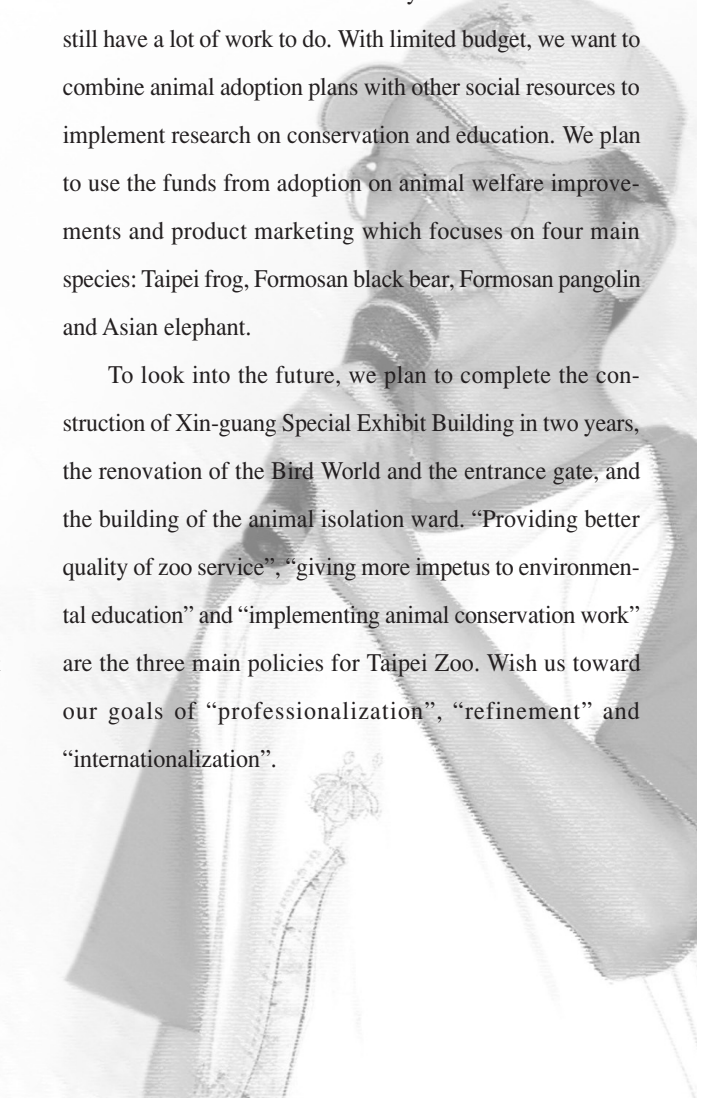 still have a lot of work to do. With limited budget, we want to
combine animal adoption plans with other social resources to
implement research on conservation and education. We plan
to use the funds from adoption on animal welfare improve-
ments and product marketing which focuses on four main
species: Taipei frog, Formosan black bear, Formosan pangolin
and Asian elephant.
To look into the future, we plan to complete the con-
struction of Xin-guang Special Exhibit Building in two years,
the renovation of the Bird World and the entrance gate, and
the building of the animal isolation ward. “Providing better
quality of zoo service”, “giving more impetus to environmen-
tal education” and “implementing animal conservation work”
are the three main policies for Taipei Zoo. Wish us toward
our goals of “professionalization”, “refinement” and
“internationalization”.